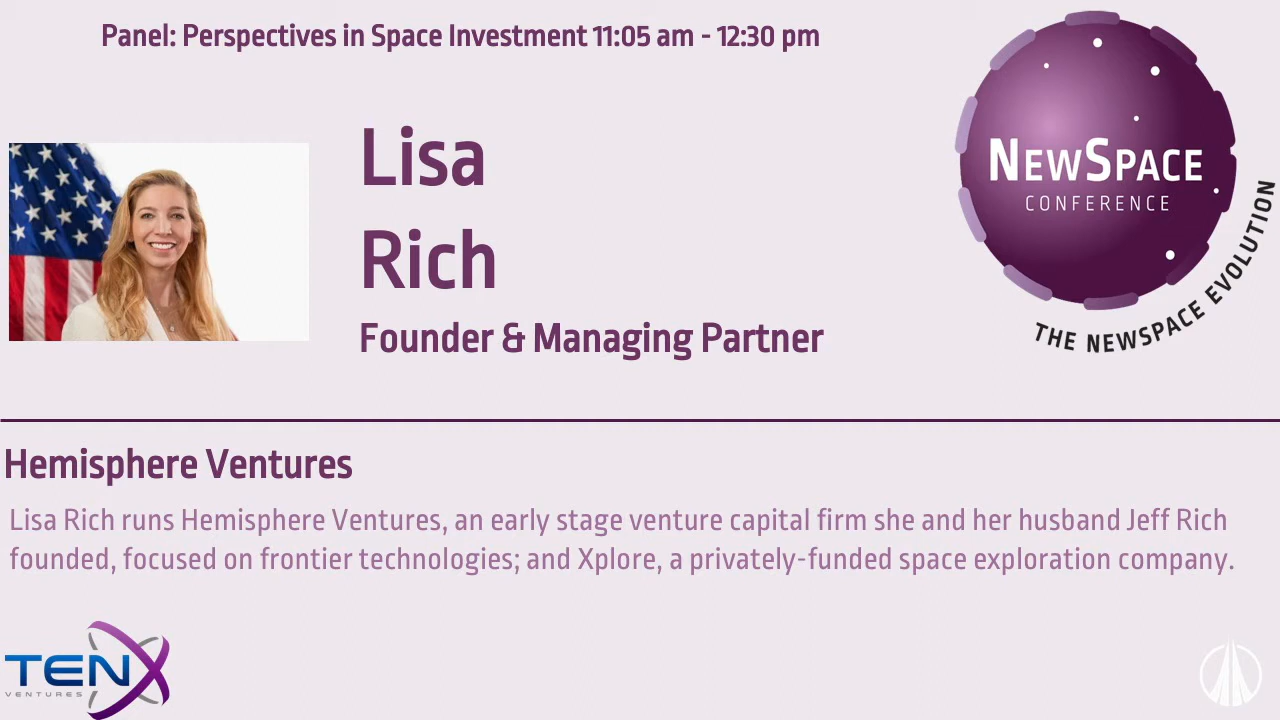 Panel: Perspectives in Space Investment 11:05 am - 12:30 pm
Lisa
Rich
Founder & Managing Partner
NEWSPACE
CONFERENCE
THE NEWSPACE EVOLUTION
Hemisphere Ventures
Lisa Rich runs Hemisphere Ventures, an early stage venture capital firm she and her husband Jeff Rich
founded, focused on frontier technologies; and Xplore, a privately-funded space exploration company.
TENX
VENTURES